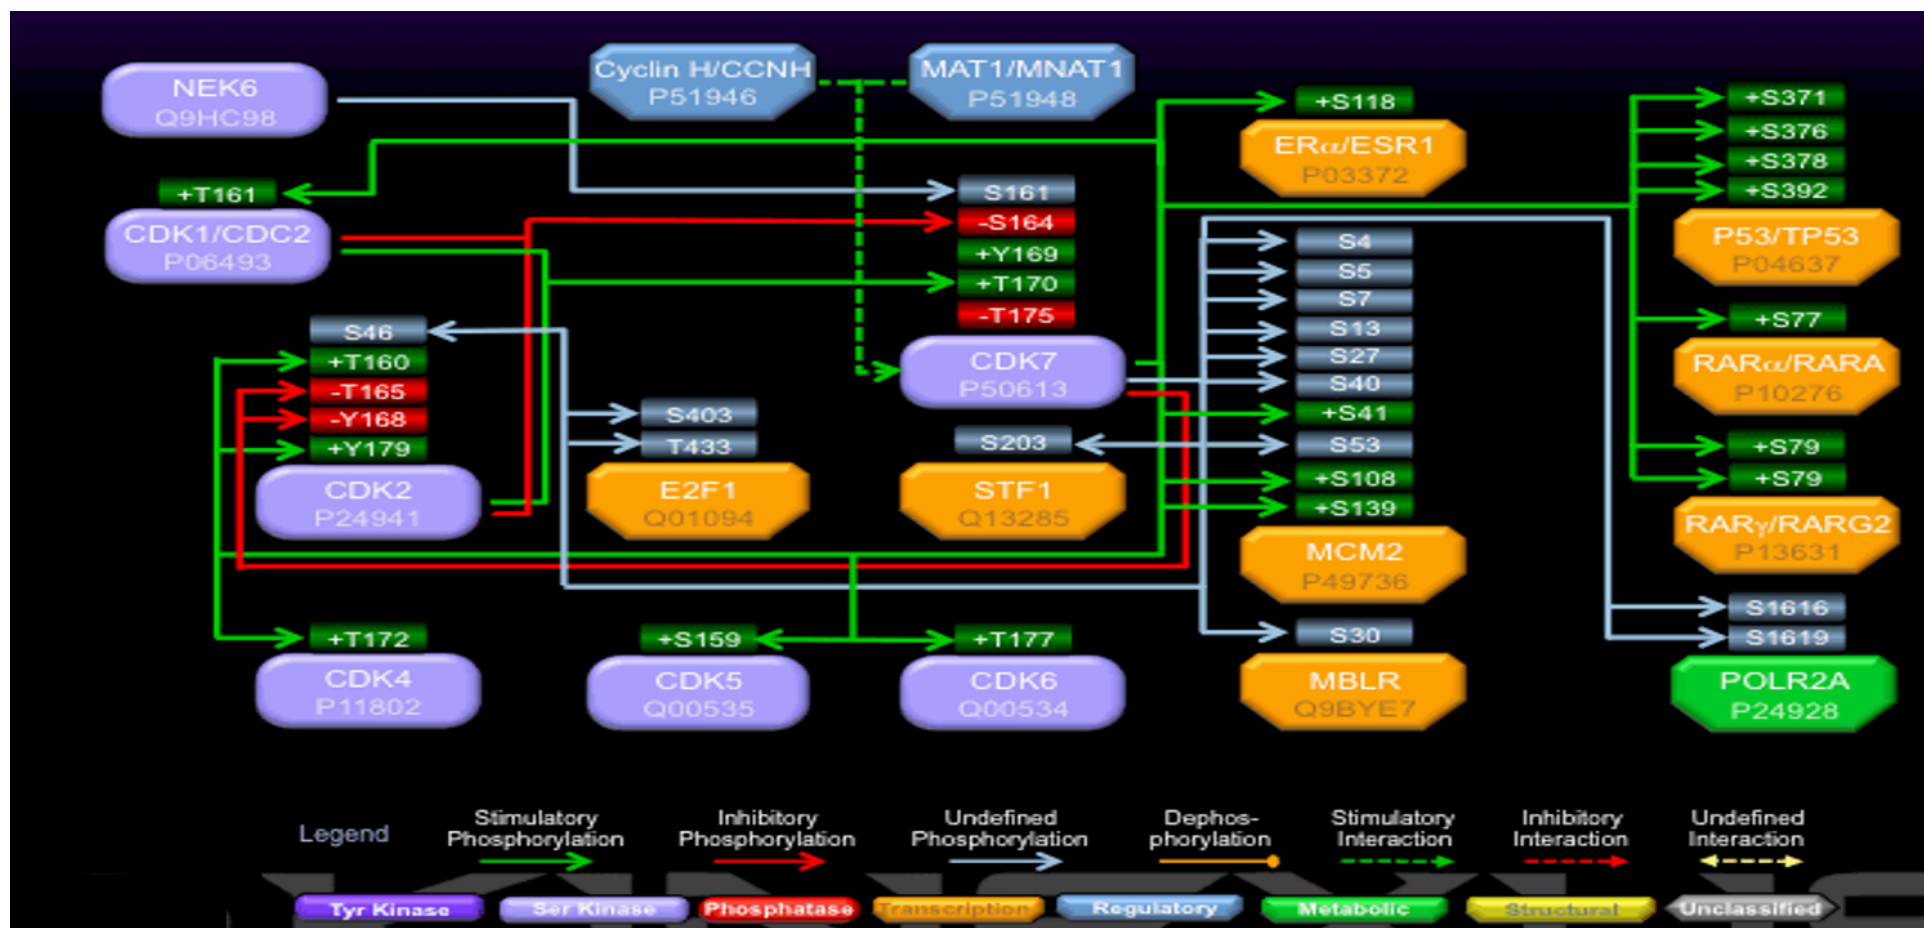 NEK6
Q9HC98
Cyclin H/CCNH
P51946
MAT1/MNAT1
P51948
+T161
CDK1/CDC2
P06493
S161
-S164
+Y169
+T170
-T175
CDK7
P50613
+S118
ERα/ESR1
P03372
+S371
+S376
+S378
+S392
P53/TP53
P04637
S46
+T160
-T165
-Y168
+Y179
CDK2
P24941
S403
T433
E2F1
Q01094
S203
STF1
Q13285
S4
S5
S7
S13
S27
S40
+S41
S53
+S108
+S139
MCM2
P49736
+S77
RARα/RARA
P10276
+S79
+S79
RARγ/RARG2
P13631
+T172
CDK4
P11802
+S159
CDK5
Q00535
+T177
CDK6
Q00534
S30
MBLR
Q9BYE7
S1616
S1619
POLR2A
P24928
Legend
Stimulatory
Phosphorylation
Inhibitory
Phosphorylation
Undefined
Phosphorylation
Dephos-
phorylation
Stimulatory
Interaction
Inhibitory
Interaction
Undefined
Interaction
Tyr Kinase
Ser Kinase
Phosphatase
Transcription
Regulatory
Metabolic
Structural
Unclassified